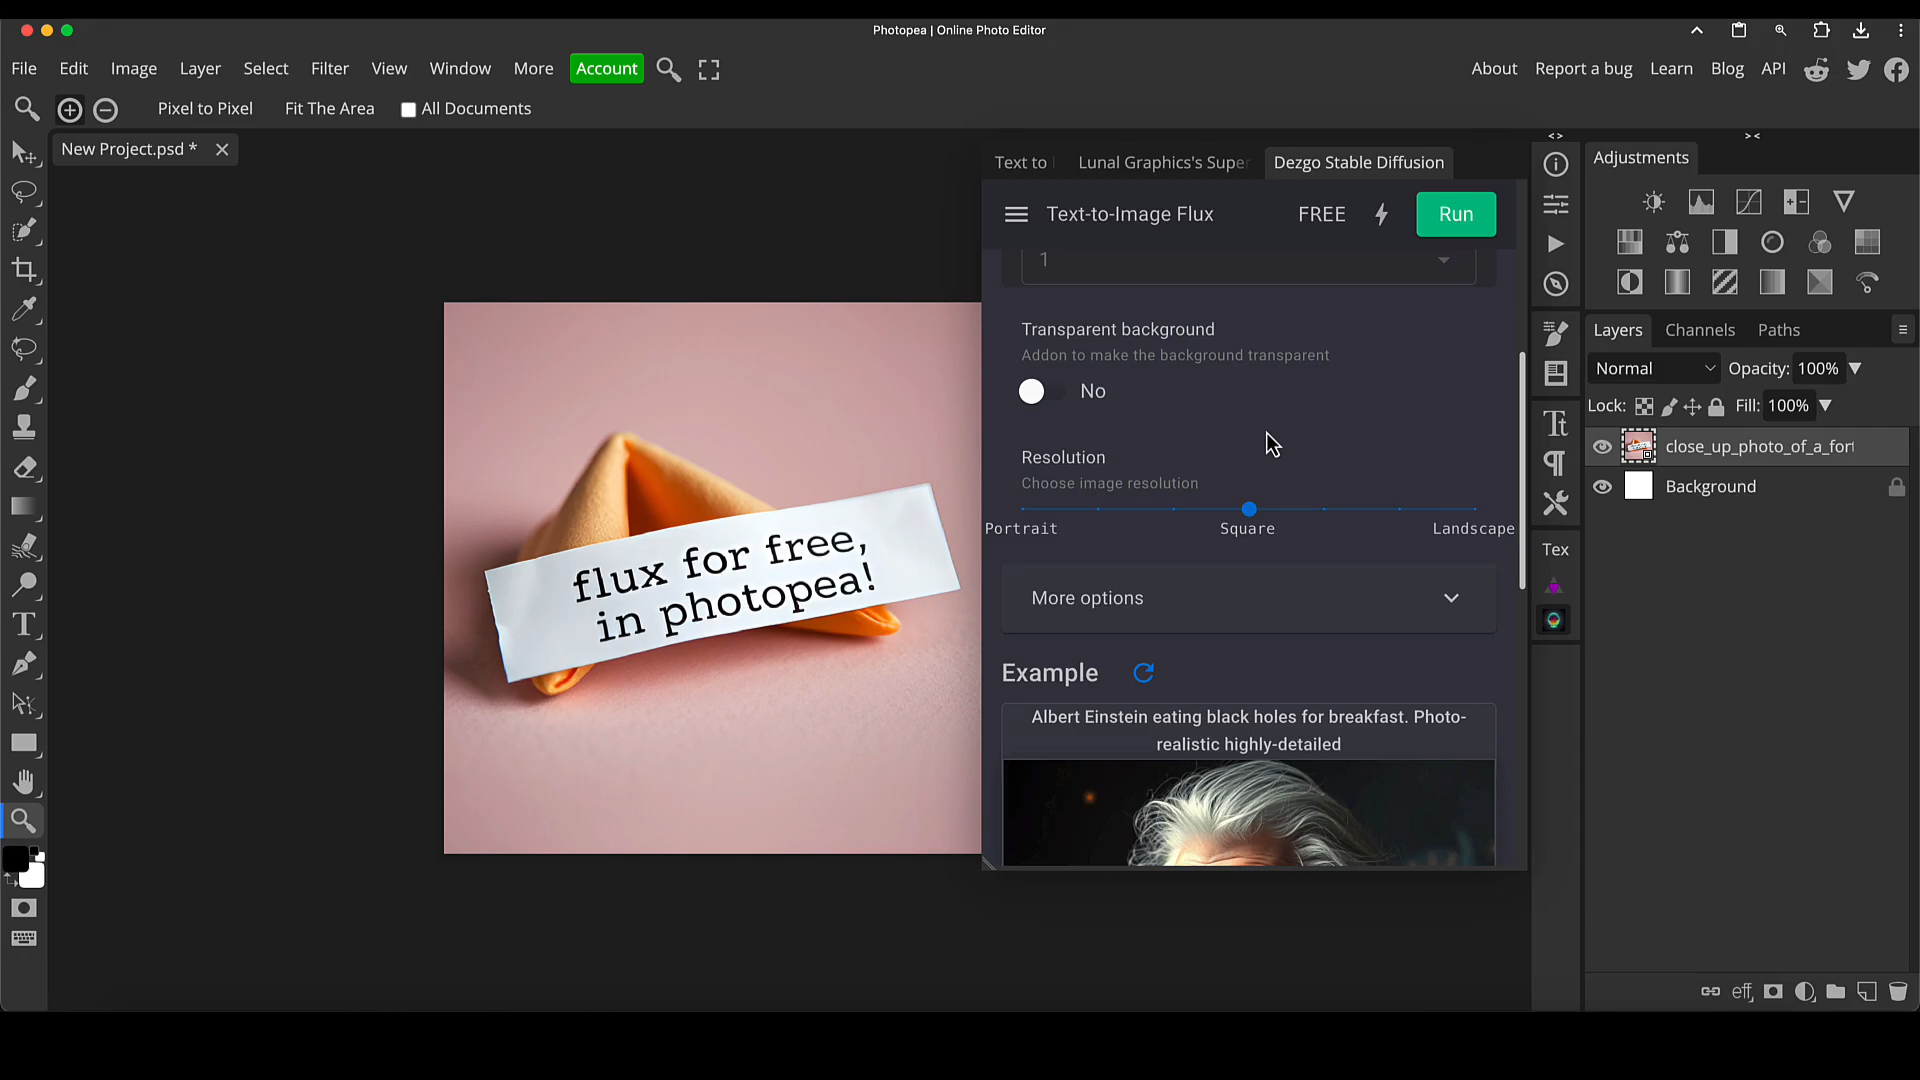 Photopea | Online Photo Editor
File Edit Image Layer Select Filter View Window More Account About Report a bug Learn Blog API
Pixel to Pixel Fit The Area All Documents
New Project.psd *
Text to Lunal Graphics's Super Dezgo Stable Diffusion
Text-to-Image Flux FREE Run
1
Transparent background
Addon to make the background transparent
No
Resolution
Choose image resolution
Portrait Square Landscape
More options
Example
Albert Einstein eating black holes for breakfast. Photo-
realistic highly-detailed
flux for free,
in photopea!
Tex
Adjustments
Layers Channels Paths
Normal Opacity: 100%
Lock: Fill: 100%
close_up_photo_of_a_fort
Background
eff